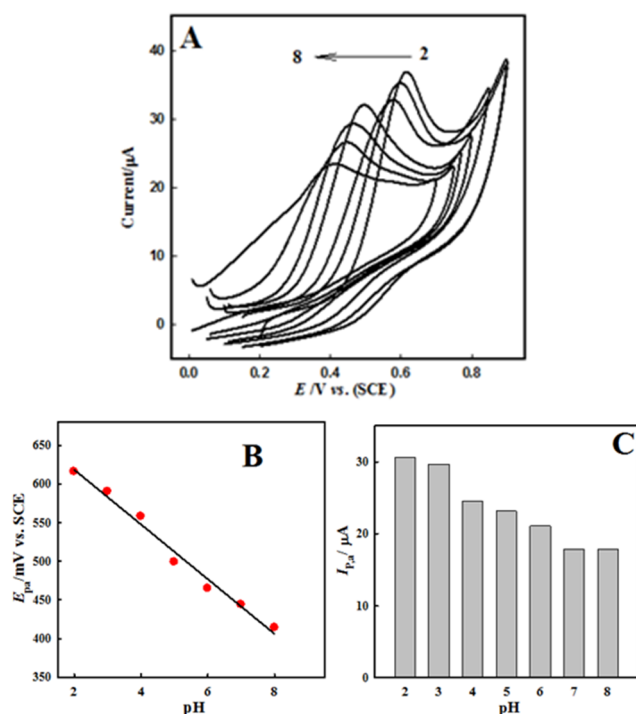 A
8 2
40
30
20
10
0
Current/µA
0.0 0.2 0.4 0.6 0.8
E /V vs. (SCE)
B
650
600
550
500
450
400
350
Epa/mV vs. SCE
2 4 6 8
pH
C
30
20
0
IP,a/ µA
2 3 4 5 6 7 8
pH